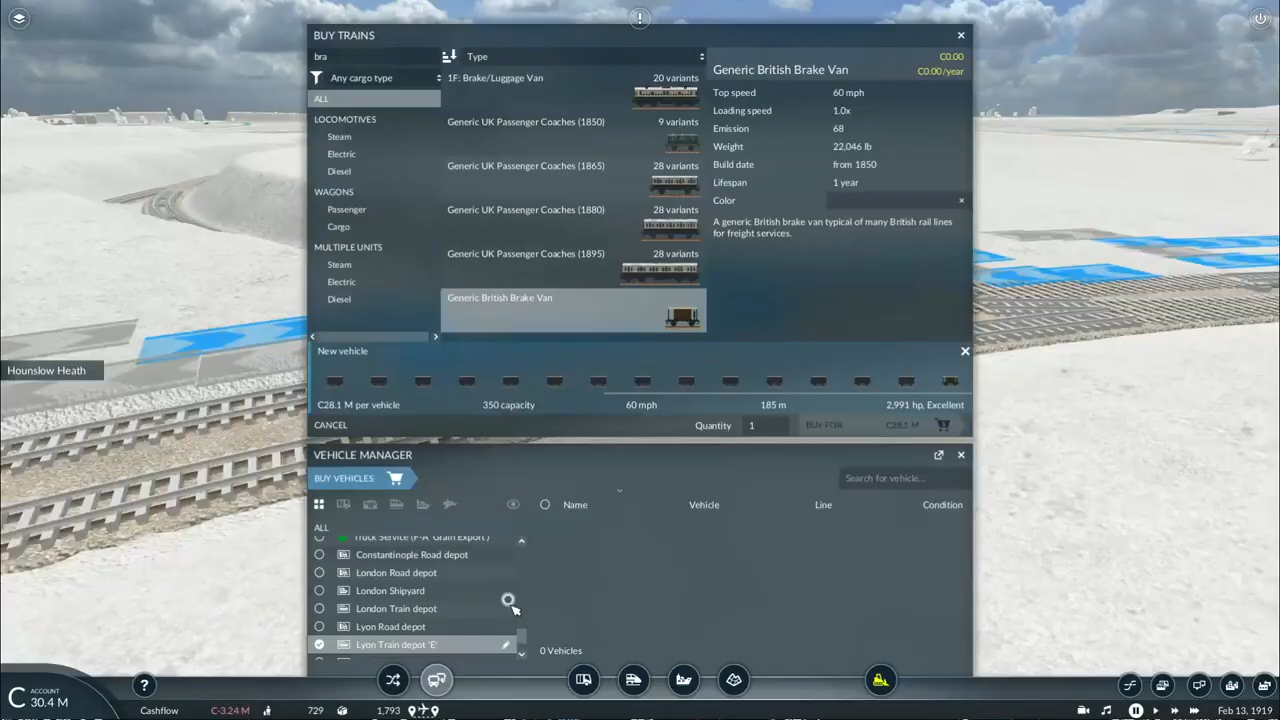 BUY TRAINS
bra
Type
Any cargo type
ALL
LOCOMOTIVES
Steam
Electric
Diesel
WAGONS
Passenger
Cargo
MULTIPLE UNITS
Steam
Electric
Diesel
1F: Brake/Luggage Van 20 variants
Generic UK Passenger Coaches (1850) 9 variants
Generic UK Passenger Coaches (1865) 28 variants
Generic UK Passenger Coaches (1880) 28 variants
Generic UK Passenger Coaches (1895) 28 variants
Generic British Brake Van
C0.00
Generic British Brake Van C0.00/year
Top speed 60 mph
Loading speed 1.0x
Emission 68
Weight 22,046 lb
Build date from 1850
Lifespan 1 year
Color
A generic British brake van typical of many British rail lines
for freight services.
Hounslow Heath
New vehicle
C28.1 M per vehicle 350 capacity 60 mph 185 m 2,991 hp, Excellent
CANCEL Quantity 1 BUY FOR C28.1 M
VEHICLE MANAGER
BUY VEHICLES Search for vehicle...
Name Vehicle Line Condition
ALL
Truck Service (F-A 'Grain Export')
Constantinople Road depot
London Road depot
London Shipyard
London Train depot
Lyon Road depot
Lyon Train depot 'E'
0 Vehicles
C ACCOUNT
30.4 M
?
Cashflow C-3.24 M 729 1,793 Feb 13, 1919